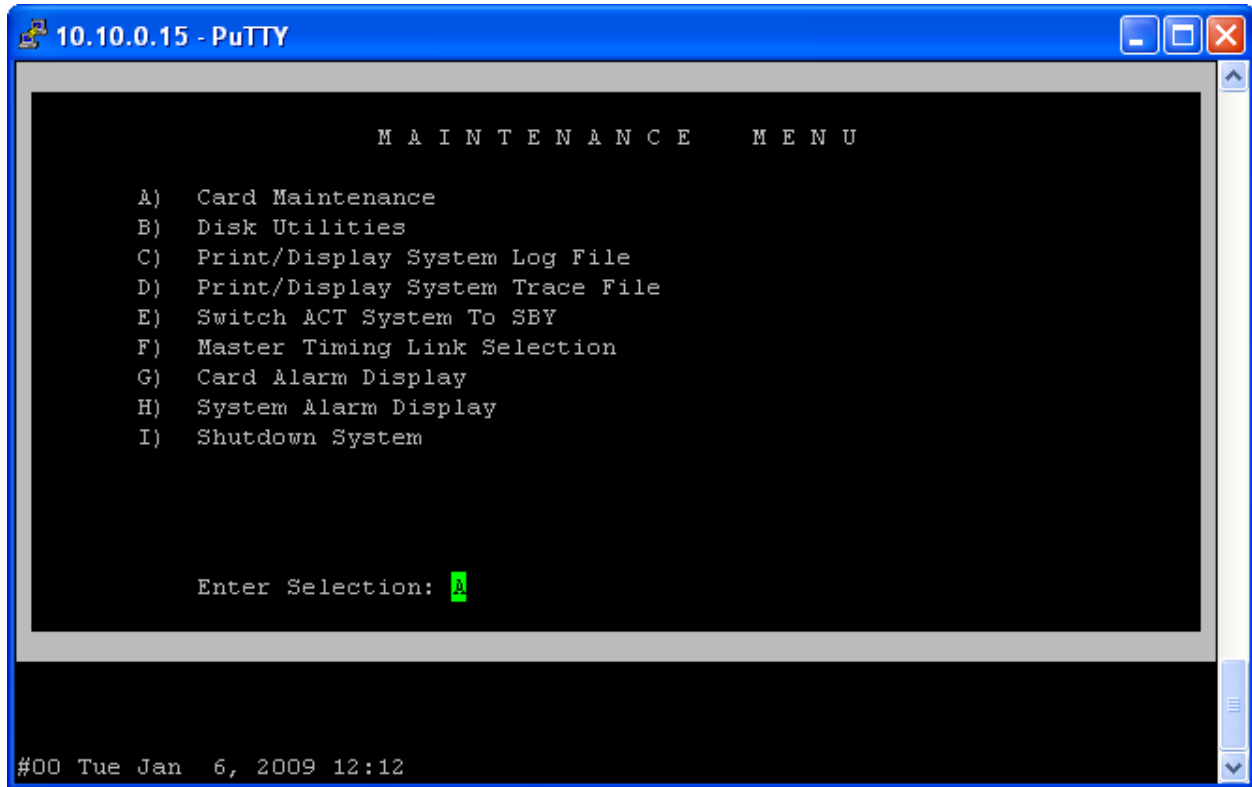 10.10.0.15 - PuTTY
M A I N T E N A N C E M E N U
A) Card Maintenance
B) Disk Utilities
C) Print/Display System Log File
D) Print/Display System Trace File
E) Switch ACT System To SBY
F) Master Timing Link Selection
G) Card Alarm Display
H) System Alarm Display
I) Shutdown System
Enter Selection: A
#00 Tue Jan 6, 2009 12:12